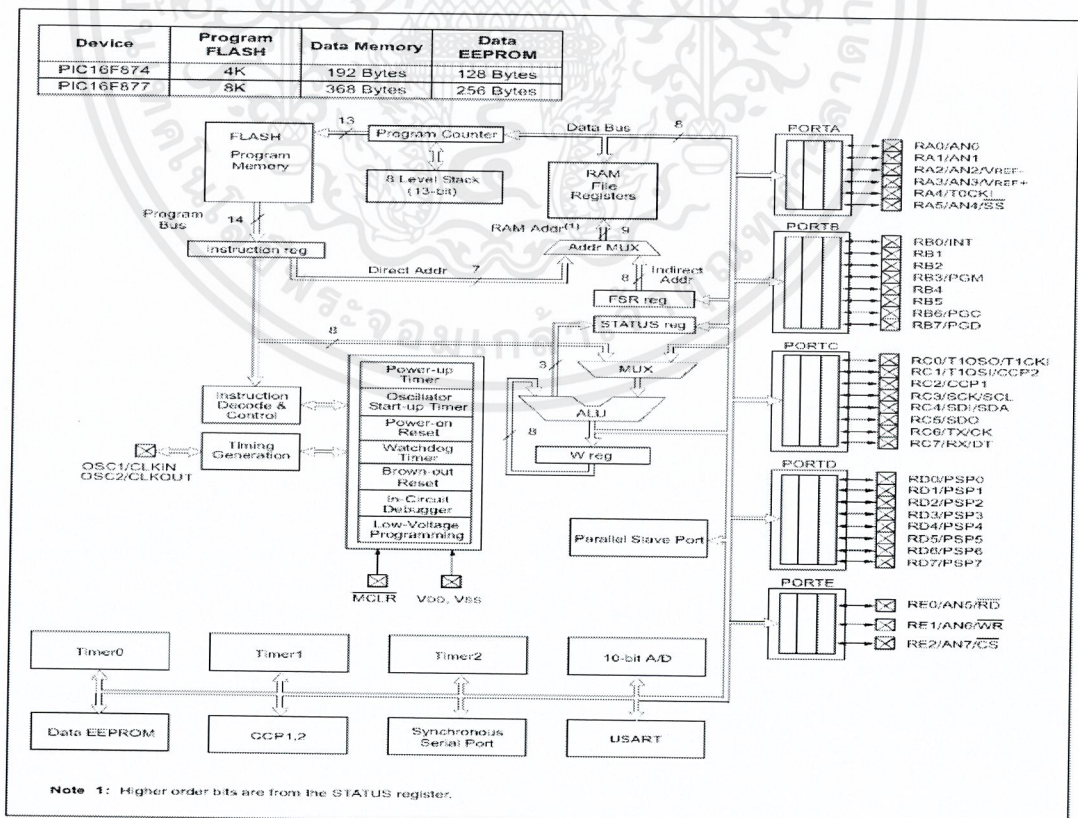 Device Program FLASH Data Memory Data EEPROM
PIC16F874 4K 192 Bytes 128 Bytes
PIC16F877 8K 368 Bytes 256 Bytes
FLASH
Program
Memory
13
Program Counter
Data Bus
8
8 Level Stack
(13-bit)
RAM
File
Registers
Program
Bus
14
Instruction reg
RAM Addr(1)
9
Addr MUX
Direct Addr
7
8
Indirect
Addr
FSR reg
STATUS reg
8
3
MUX
ALU
8
W reg
Instruction
Decode &
Control
Timing
Generation
OSC1/CLKIN
OSC2/CLKOUT
Power-up
Timer
Oscillator
Start-up Timer
Power-on
Reset
Watchdog
Timer
Brown-out
Reset
In-Circuit
Debugger
Low-Voltage
Programming
MCLR
VDD, VSS
Parallel Slave Port
PORTA
RA0/AN0
RA1/AN1
RA2/AN2/VREF-
RA3/AN3/VREF+
RA4/T0CKI
RA5/AN4/SS
PORTB
RB0/INT
RB1
RB2
RB3/PGM
RB4
RB5
RB6/PGC
RB7/PGD
PORTC
RC0/T1OSO/T1CKI
RC1/T1OSI/CCP2
RC2/CCP1
RC3/SCK/SCL
RC4/SDI/SDA
RC5/SDO
RC6/TX/CK
RC7/RX/DT
PORTD
RD0/PSP0
RD1/PSP1
RD2/PSP2
RD3/PSP3
RD4/PSP4
RD5/PSP5
RD6/PSP6
RD7/PSP7
PORTE
RE0/AN5/RD
RE1/AN6/WR
RE2/AN7/CS
Timer0
Timer1
Timer2
10-bit A/D
Data EEPROM
CCP1,2
Synchronous
Serial Port
USART
Note 1: Higher order bits are from the STATUS register.